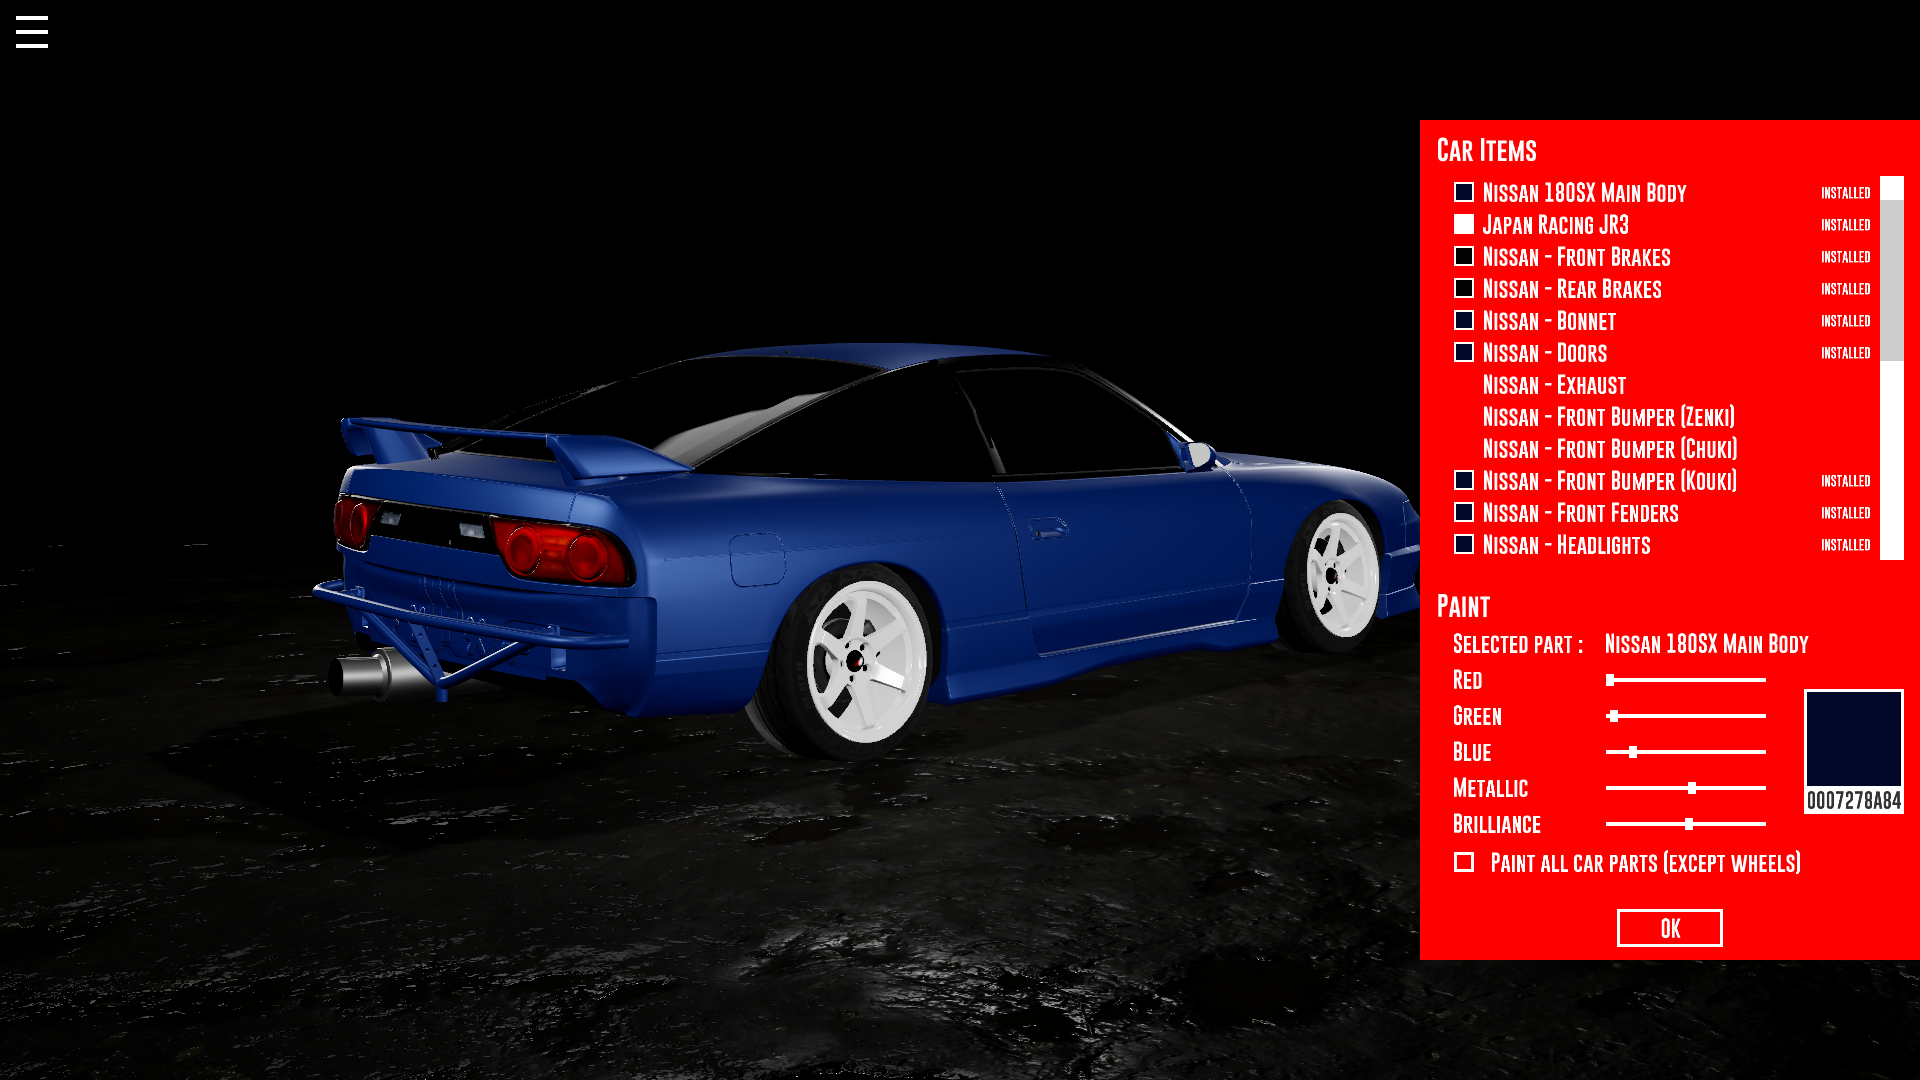 Car Items
Nissan 180SX Main Body INSTALLED
Japan Racing JR3 INSTALLED
Nissan - Front Brakes INSTALLED
Nissan - Rear Brakes INSTALLED
Nissan - Bonnet INSTALLED
Nissan - Doors INSTALLED
Nissan - Exhaust
Nissan - Front Bumper (Zenki)
Nissan - Front Bumper (Chuki)
Nissan - Front Bumper (Kouki) INSTALLED
Nissan - Front Fenders INSTALLED
Nissan - Headlights INSTALLED
Paint
Selected part : Nissan 180SX Main Body
Red
Green
Blue
Metallic
Brilliance
0007278A84
Paint all car parts (except wheels)
OK